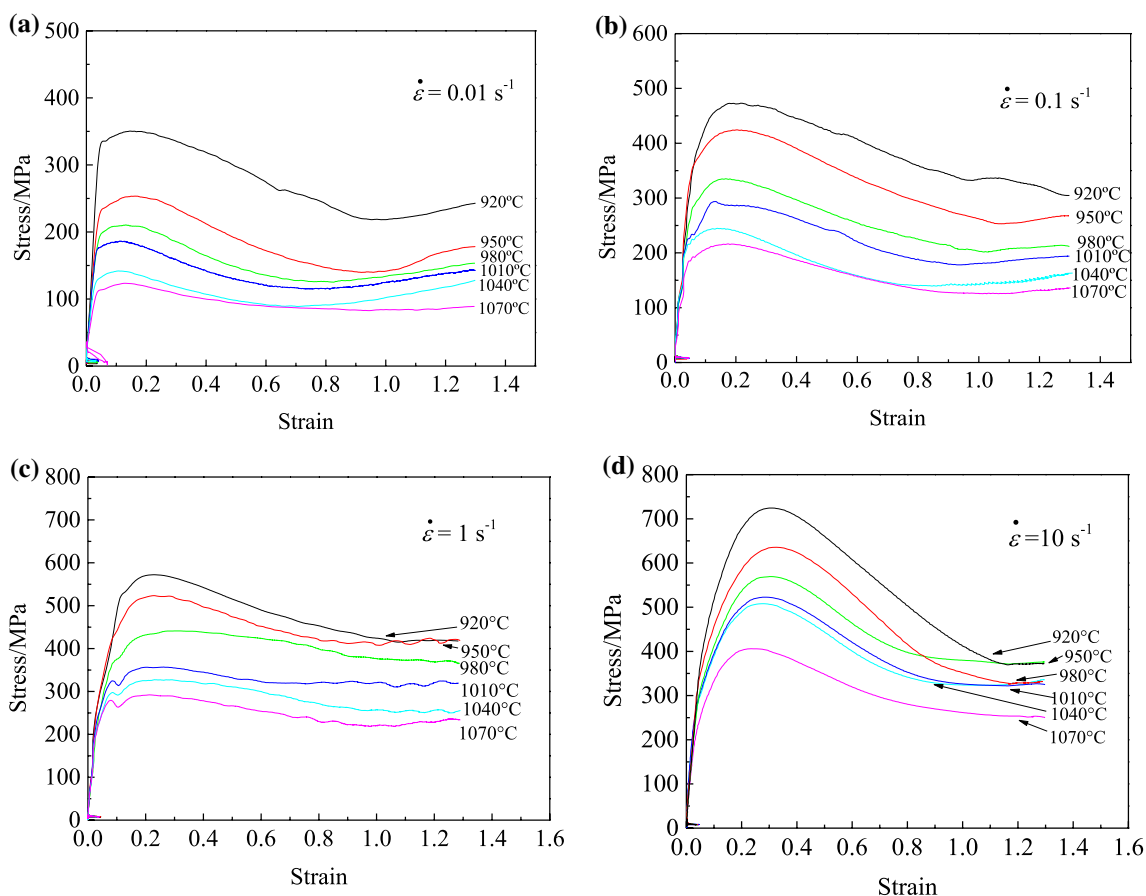 (a)
500
400
300
200
100
0
Stress/MPa
ε̇ = 0.01 s⁻¹
920ºC
950ºC
980ºC
1010ºC
1040ºC
1070ºC
0.0 0.2 0.4 0.6 0.8 1.0 1.2 1.4
Strain
(b)
600
500
400
300
200
100
0
Stress/MPa
ε̇ = 0.1 s⁻¹
920ºC
950ºC
980ºC
1010ºC
1040ºC
1070ºC
0.0 0.2 0.4 0.6 0.8 1.0 1.2 1.4
Strain
(c)
800
700
600
500
400
300
200
100
0
Stress/MPa
ε̇ = 1 s⁻¹
920°C
950°C
980°C
1010°C
1040°C
1070°C
0.0 0.2 0.4 0.6 0.8 1.0 1.2 1.4 1.6
Strain
(d)
800
700
600
500
400
300
200
100
0
Stress/MPa
ε̇ =10 s⁻¹
920°C
950°C
980°C
1010°C
1040°C
1070°C
0.0 0.2 0.4 0.6 0.8 1.0 1.2 1.4 1.6
Strain